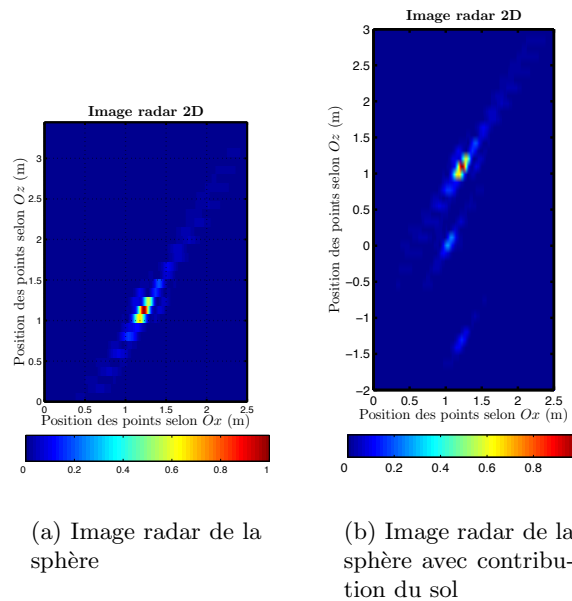 Image radar 2D
Position des points selon Oz (m)
3
2.5
2
1.5
1
0.5
0
0 0.5 1 1.5 2 2.5
Position des points selon Ox (m)
0 0.2 0.4 0.6 0.8 1
(a) Image radar de la
sphère
Image radar 2D
Position des points selon Oz (m)
3
2.5
2
1.5
1
0.5
0
−0.5
−1
−1.5
−2
0 0.5 1 1.5 2 2.5
Position des points selon Ox (m)
0 0.2 0.4 0.6 0.8
(b) Image radar de la
sphère avec contribu-
tion du sol